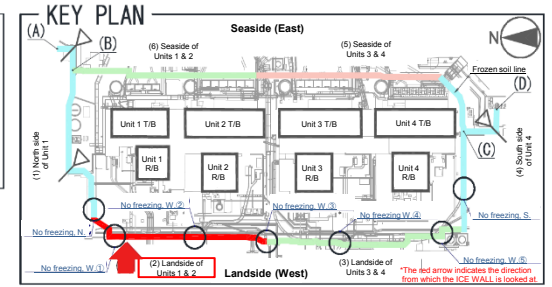 KEY PLAN
Seaside (East)
N
(A)
(B)
(6) Seaside of
Units 1 & 2
(5) Seaside of
Units 3 & 4
Frozen soil line
(D)
(1) North side
of Unit 1
Unit 1 T/B
Unit 2 T/B
Unit 3 T/B
Unit 4 T/B
(C)
(4) South side
of Unit 4
Unit 1
R/B
Unit 2
R/B
Unit 3
R/B
Unit 4
R/B
No freezing, W.②
No freezing, W.③
No freezing, W.④
No freezing, S.
No freezing, N.
No freezing, W.①
(2) Landside of
Units 1 & 2
Landside (West)
(3) Landside of
Units 3 & 4
No freezing, W.⑤
*The red arrow indicates the direction
from which the ICE WALL is looked at.